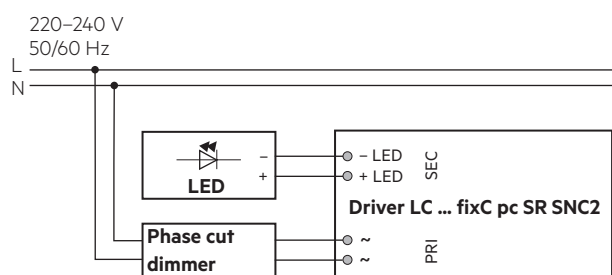 220–240 V
50/60 Hz
L
N
– – LED
+ + LED
LED
SEC
Driver LC ... fixC pc SR SNC2
Phase cut
dimmer
~
~
PRI